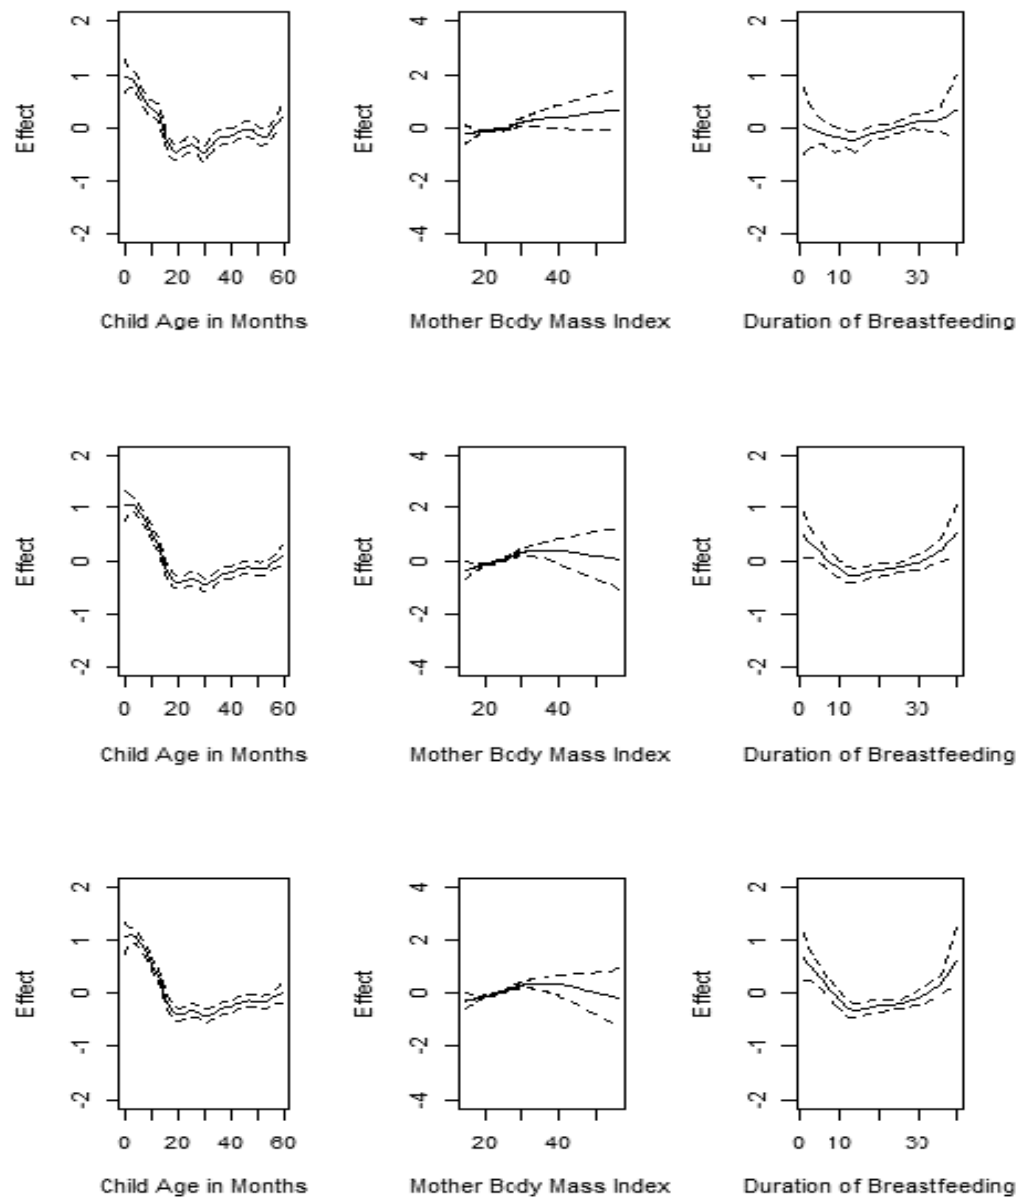 2 4 2
1 2 1
Effect 0 Effect 0 Effect 0
-1 -2 -1
-2 -4 -2
0 20 40 60 20 40 0 10 30
Child Age in Months Mother Body Mass Index Duration of Breastfeeding
2 4 2
1 2 1
Effect 0 Effect 0 Effect 0
-1 -2 -1
-2 -4 -2
0 20 40 60 20 40 0 10 30
Child Age in Months Mother Body Mass Index Duration of Breastfeeding
2 4 2
1 2 1
Effect 0 Effect 0 Effect 0
-1 -2 -1
-2 -4 -2
0 20 40 60 20 40 0 10 30
Child Age in Months Mother Body Mass Index Duration of Breastfeeding